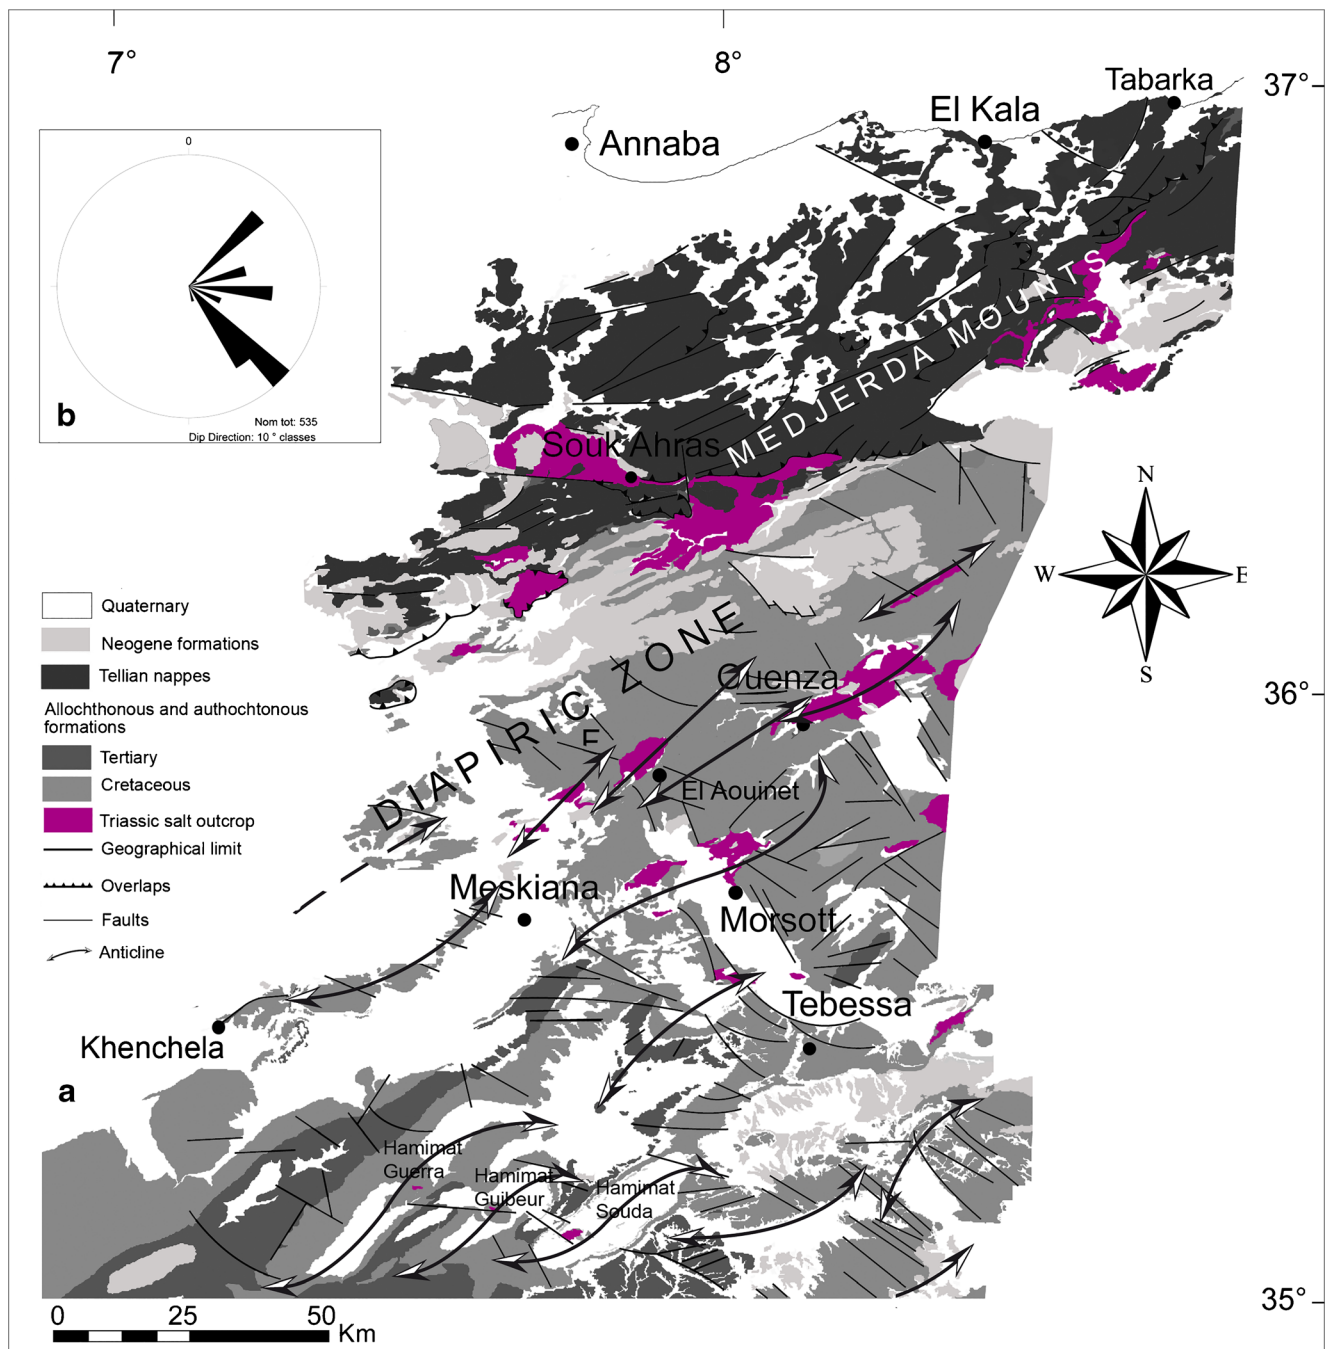 7°
8°
37°
36°
35°
Tabarka
El Kala
Annaba
0
b
Nom tot: 535
Dip Direction: 10 ° classes
MEDJERDA MOUNTS
Souk Ahras
N
W
E
S
DIAPIRIC ZONE
Ouenza
F
El Aouinet
Meskiana
Morsott
Tebessa
Khenchela
Quaternary
Neogene formations
Tellian nappes
Allochthonous and authochtonous
formations
Tertiary
Cretaceous
Triassic salt outcrop
Geographical limit
Overlaps
Faults
Anticline
a
Hamimat
Guerra
Hamimat
Guibeur
Hamimat
Souda
0
25
50
Km